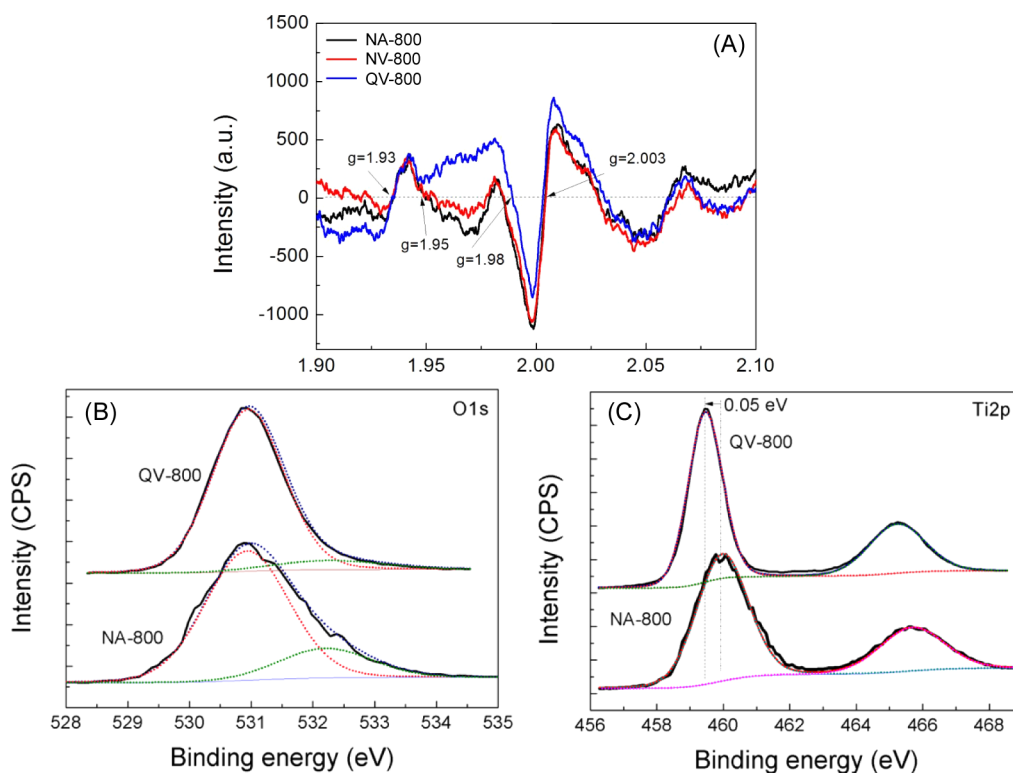 (A)
NA-800
NV-800
QV-800
1500
1000
500
0
-500
-1000
Intensity (a.u.)
g=1.93
g=1.95
g=1.98
g=2.003
1.90 1.95 2.00 2.05 2.10
(B)
O1s
QV-800
NA-800
Intensity (CPS)
528 529 530 531 532 533 534 535
Binding energy (eV)
(C)
0.05 eV
Ti2p
QV-800
NA-800
Intensity (CPS)
456 458 460 462 464 466 468
Binding energy (eV)